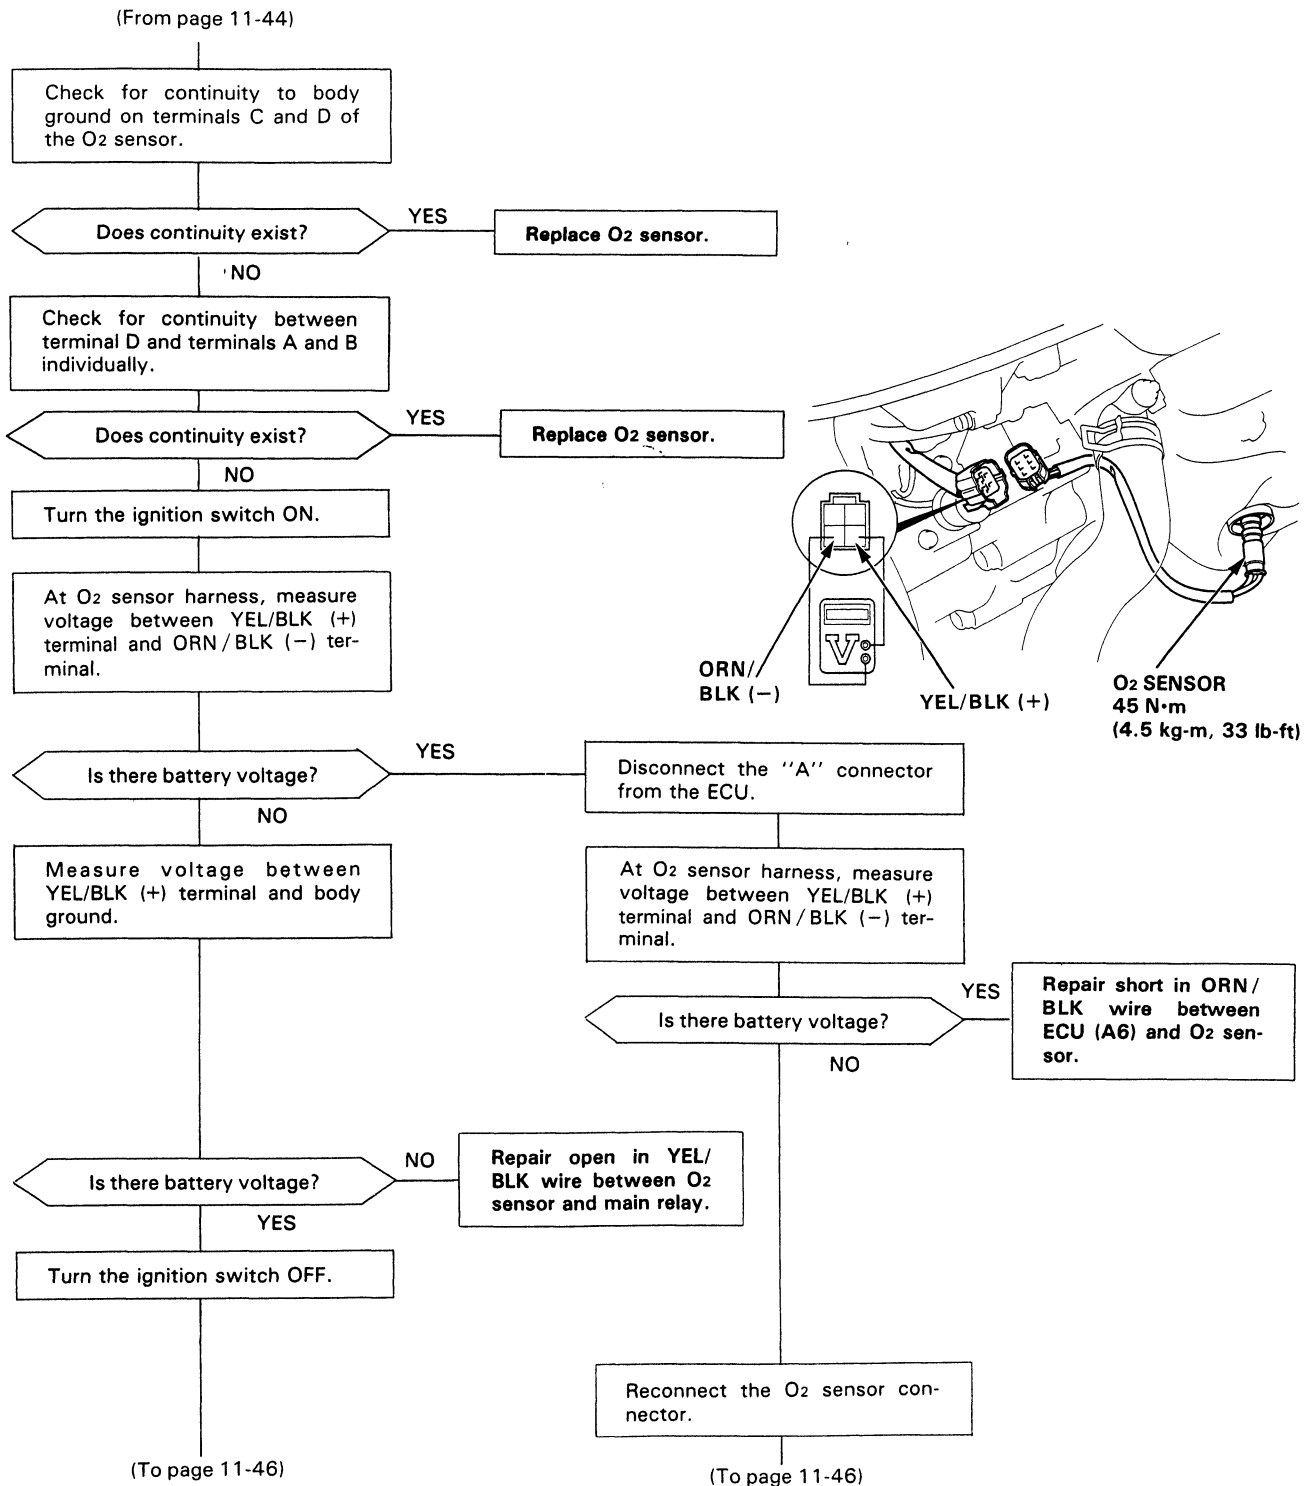 (From page 11-44)
Check for continuity to body
ground on terminals C and D of
the O2 sensor.
Does continuity exist?
YES
Replace O2 sensor.
NO
Check for continuity between
terminal D and terminals A and B
individually.
Does continuity exist?
YES
Replace O2 sensor.
NO
Turn the ignition switch ON.
At O2 sensor harness, measure
voltage between YEL/BLK (+)
terminal and ORN/BLK (−) ter-
minal.
V
ORN/
BLK (−)
YEL/BLK (+)
O2 SENSOR
45 N·m
(4.5 kg-m, 33 lb-ft)
Is there battery voltage?
YES
NO
Disconnect the "A" connector
from the ECU.
Measure voltage between
YEL/BLK (+) terminal and body
ground.
At O2 sensor harness, measure
voltage between YEL/BLK (+)
terminal and ORN/BLK (−) ter-
minal.
Is there battery voltage?
YES
Repair short in ORN/
BLK wire between
ECU (A6) and O2 sen-
sor.
NO
Is there battery voltage?
NO
Repair open in YEL/
BLK wire between O2
sensor and main relay.
YES
Turn the ignition switch OFF.
Reconnect the O2 sensor con-
nector.
(To page 11-46)
(To page 11-46)